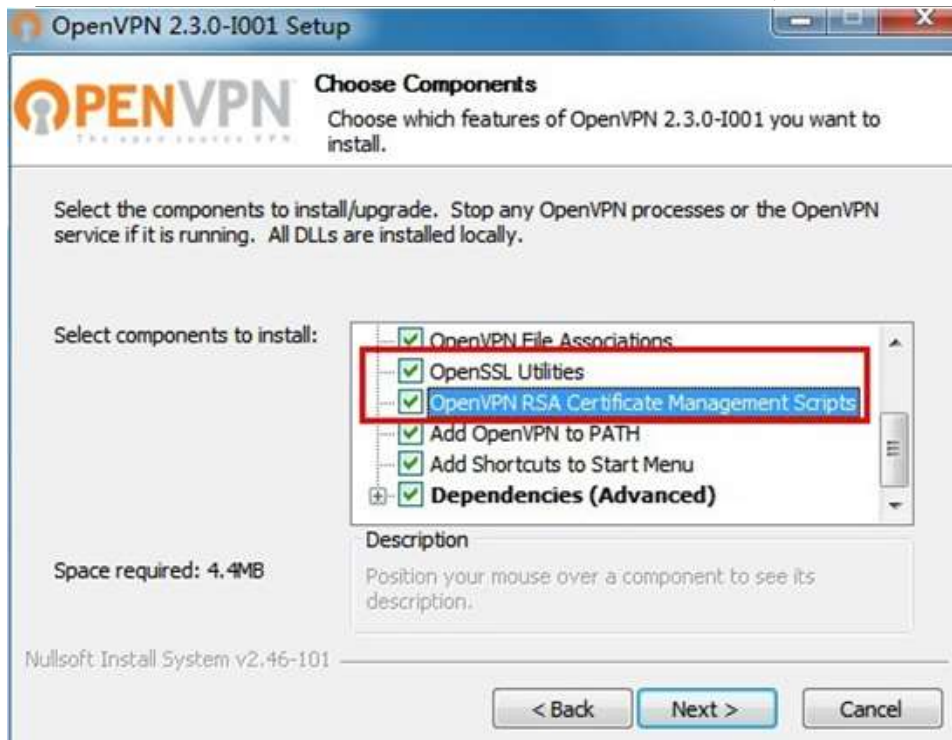 OpenVPN 2.3.0-I001 Setup
OPENVPN
The open source VPN
Choose Components
Choose which features of OpenVPN 2.3.0-I001 you want to
install.
Select the components to install/upgrade. Stop any OpenVPN processes or the OpenVPN
service if it is running. All DLLs are installed locally.
Select components to install:
OpenVPN File Associations
OpenSSL Utilities
OpenVPN RSA Certificate Management Scripts
Add OpenVPN to PATH
Add Shortcuts to Start Menu
Dependencies (Advanced)
Space required: 4.4MB
Description
Position your mouse over a component to see its
description.
Nullsoft Install System v2.46-101
< Back
Next >
Cancel